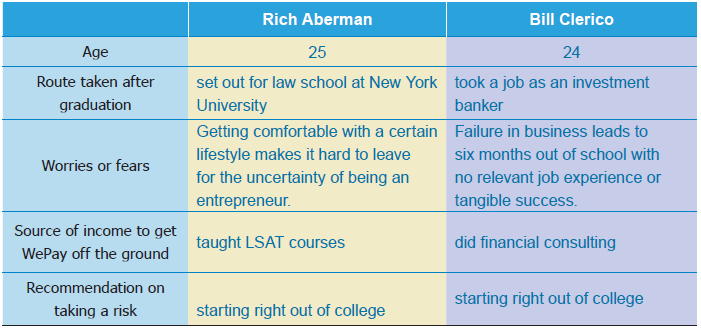 Rich Aberman
Bill Clerico
Age
25
24
Route taken after
graduation
set out for law school at New York
University
took a job as an investment
banker
Worries or fears
Getting comfortable with a certain
lifestyle makes it hard to leave
for the uncertainty of being an
entrepreneur.
Failure in business leads to
six months out of school with
no relevant job experience or
tangible success.
Source of income to get
WePay off the ground
taught LSAT courses
did financial consulting
Recommendation on
taking a risk
starting right out of college
starting right out of college